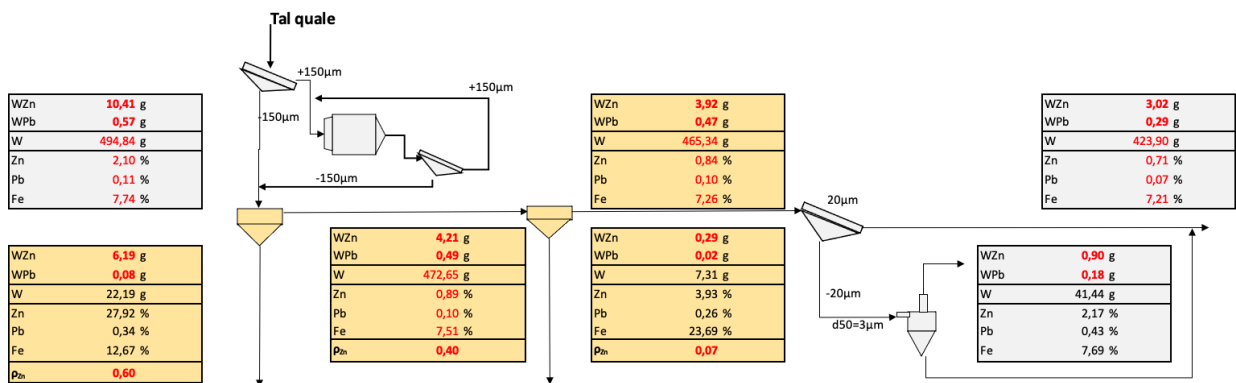 Tal quale
+150µm
+150µm
-150µm
-150µm
WZn 10,41 g
WPb 0,57 g
W 494,84 g
Zn 2,10 %
Pb 0,11 %
Fe 7,74 %
WZn 3,92 g
WPb 0,47 g
W 465,34 g
Zn 0,84 %
Pb 0,10 %
Fe 7,26 %
WZn 3,02 g
WPb 0,29 g
W 423,90 g
Zn 0,71 %
Pb 0,07 %
Fe 7,21 %
20µm
WZn 6,19 g
WPb 0,08 g
W 22,19 g
Zn 27,92 %
Pb 0,34 %
Fe 12,67 %
ρZn 0,60
WZn 4,21 g
WPb 0,49 g
W 472,65 g
Zn 0,89 %
Pb 0,10 %
Fe 7,51 %
ρZn 0,40
WZn 0,29 g
WPb 0,02 g
W 7,31 g
Zn 3,93 %
Pb 0,26 %
Fe 23,69 %
ρZn 0,07
-20µm
d50=3µm
WZn 0,90 g
WPb 0,18 g
W 41,44 g
Zn 2,17 %
Pb 0,43 %
Fe 7,69 %